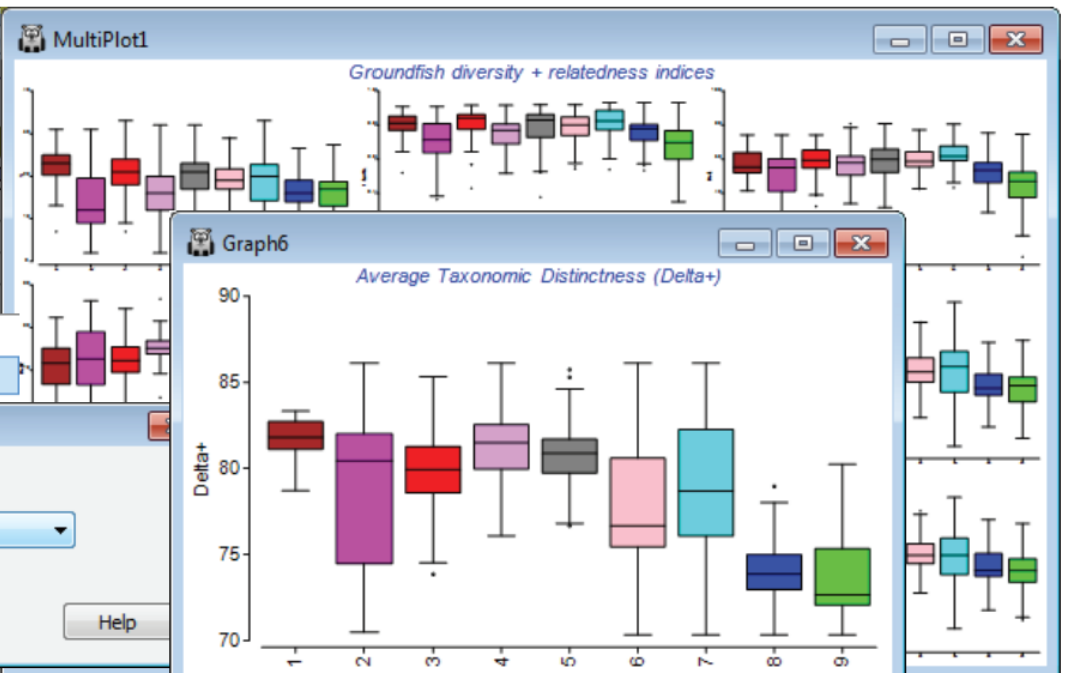 MultiPlot1
Groundfish diversity + relatedness indices
Graph6
Average Taxonomic Distinctness (Delta+)
90
85
80
75
70
Delta+
1 2 3 4 5 6 7 8 9
Help